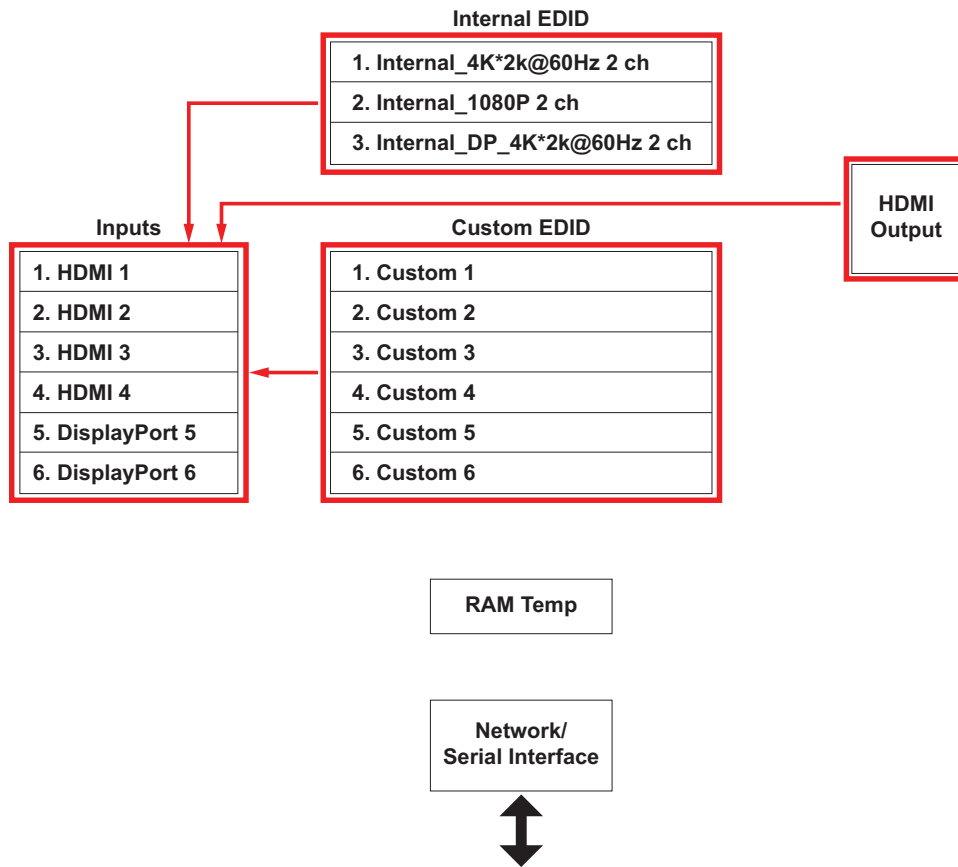 Internal EDID
1. Internal_4K*2k@60Hz 2 ch
2. Internal_1080P 2 ch
3. Internal_DP_4K*2k@60Hz 2 ch
HDMI
Output
Inputs
1. HDMI 1
2. HDMI 2
3. HDMI 3
4. HDMI 4
5. DisplayPort 5
6. DisplayPort 6
Custom EDID
1. Custom 1
2. Custom 2
3. Custom 3
4. Custom 4
5. Custom 5
6. Custom 6
RAM Temp
Network/
Serial Interface